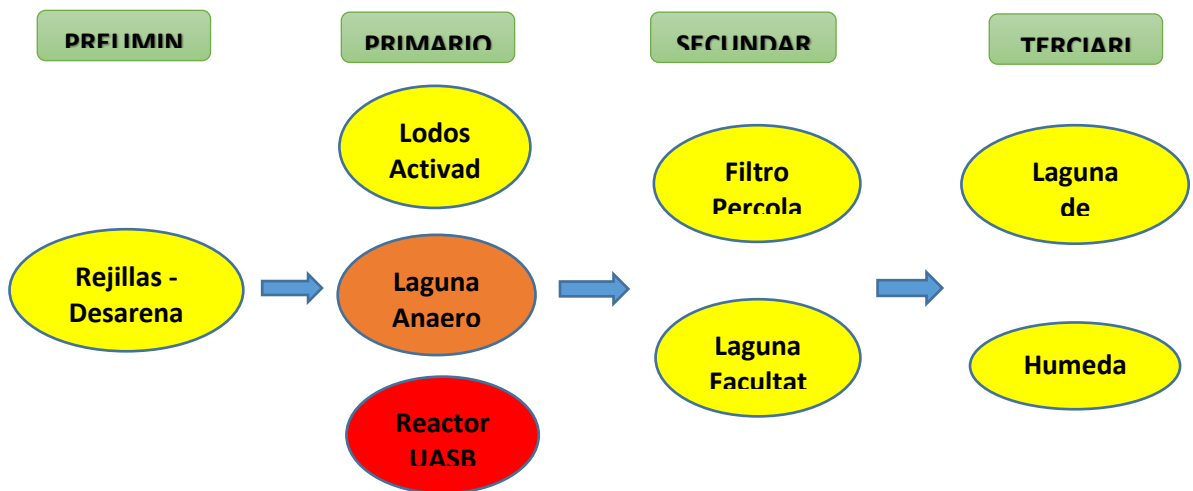 PRELIMIN
PRIMARIO
SECUNDAR
TERCIARI
Lodos
Activad
Filtro
Percola
Laguna
de
Rejillas -
Desarena
Laguna
Anaero
Laguna
Facultat
Humeda
Reactor
UASB